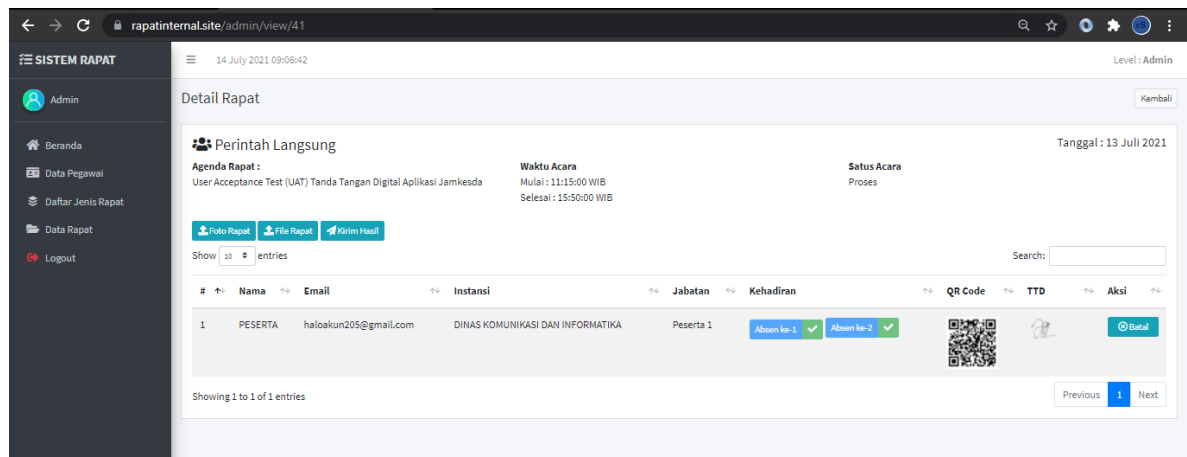 rapatinternal.site/admin/view/41
SISTEM RAPAT
14 July 2021 09:06:42
Level : Admin
Admin
Detail Rapat
Kembali
Beranda
Data Pegawai
Daftar Jenis Rapat
Data Rapat
Logout
Perintah Langsung
Tanggal : 13 Juli 2021
Agenda Rapat :
User Acceptance Test (UAT) Tanda Tangan Digital Aplikasi Jamkesda
Waktu Acara
Mulai : 11:15:00 WIB
Selesai : 15:50:00 WIB
Satus Acara
Proses
Foto Rapat File Rapat Kirim Hasil
Show 10 entries
Search:
# Nama Email Instansi Jabatan Kehadiran QR Code TTD Aksi
1 PESERTA haloakun205@gmail.com DINAS KOMUNIKASI DAN INFORMATIKA Peserta 1 Absen ke-1 Absen ke-2 Batal
Showing 1 to 1 of 1 entries
Previous 1 Next